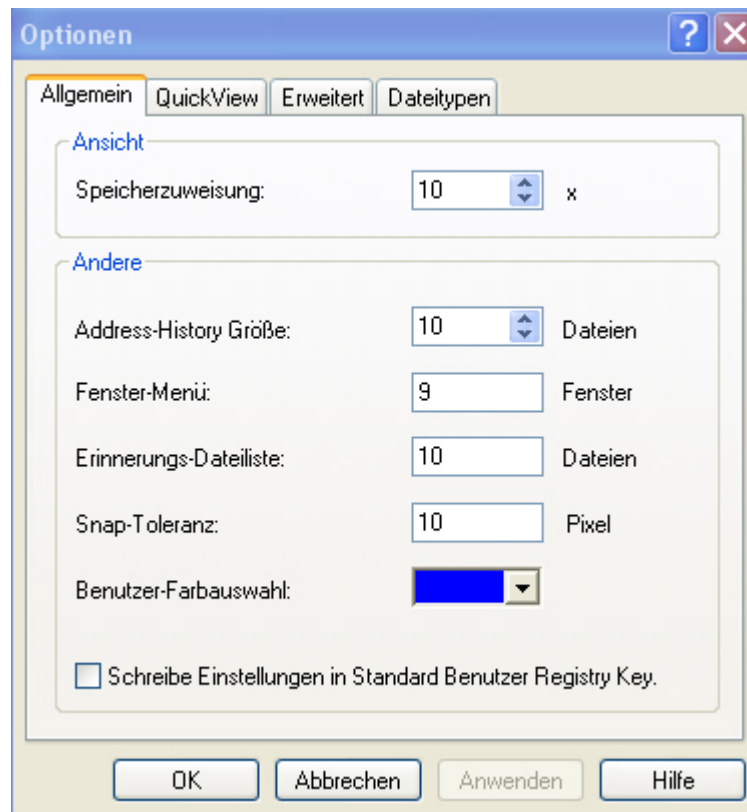 Optionen
Allgemein QuickView Erweitert Dateitypen
Ansicht
Speicherzuweisung: 10 x
Andere
Address-History Größe: 10 Dateien
Fenster-Menü: 9 Fenster
Erinnerungs-Dateiliste: 10 Dateien
Snap-Toleranz: 10 Pixel
Benutzer-Farbauswahl:
Schreibe Einstellungen in Standard Benutzer Registry Key.
OK Abbrechen Anwenden Hilfe